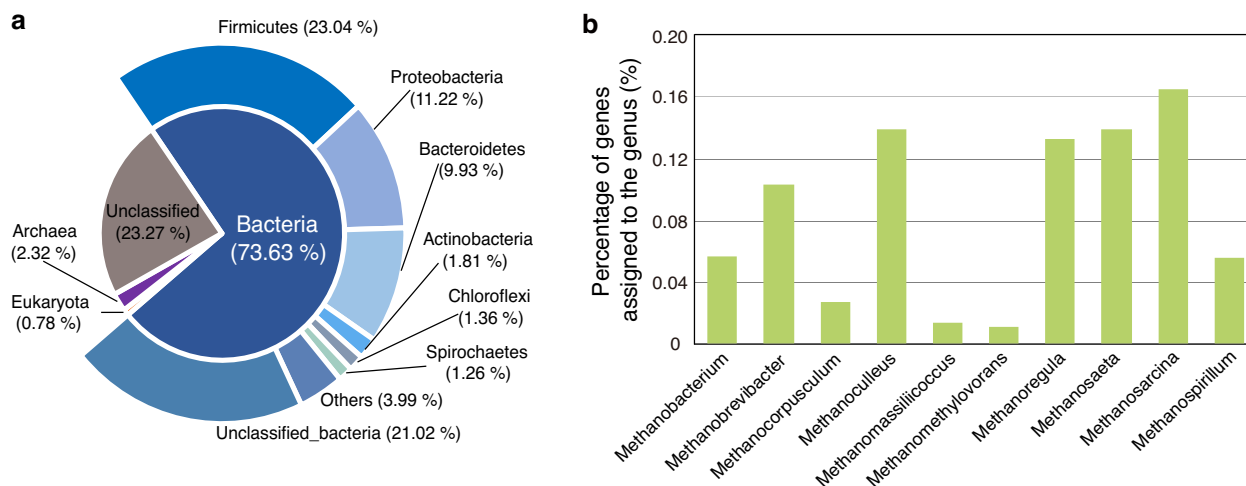 a
Firmicutes (23.04 %)
Proteobacteria
(11.22 %)
Bacteroidetes
(9.93 %)
Actinobacteria
(1.81 %)
Chloroflexi
(1.36 %)
Spirochaetes
(1.26 %)
Others (3.99 %)
Unclassified_bacteria (21.02 %)
Eukaryota
(0.78 %)
Archaea
(2.32 %)
Unclassified
(23.27 %)
Bacteria
(73.63 %)
b
Percentage of genes
assigned to the genus (%)
0.20
0.16
0.12
0.08
0.04
0
Methanobacterium
Methanobrevibacter
Methanocorpusculum
Methanoculleus
Methanomassiliicoccus
Methanomethylovorans
Methanoregula
Methanosaeta
Methanosarcina
Methanospirillum